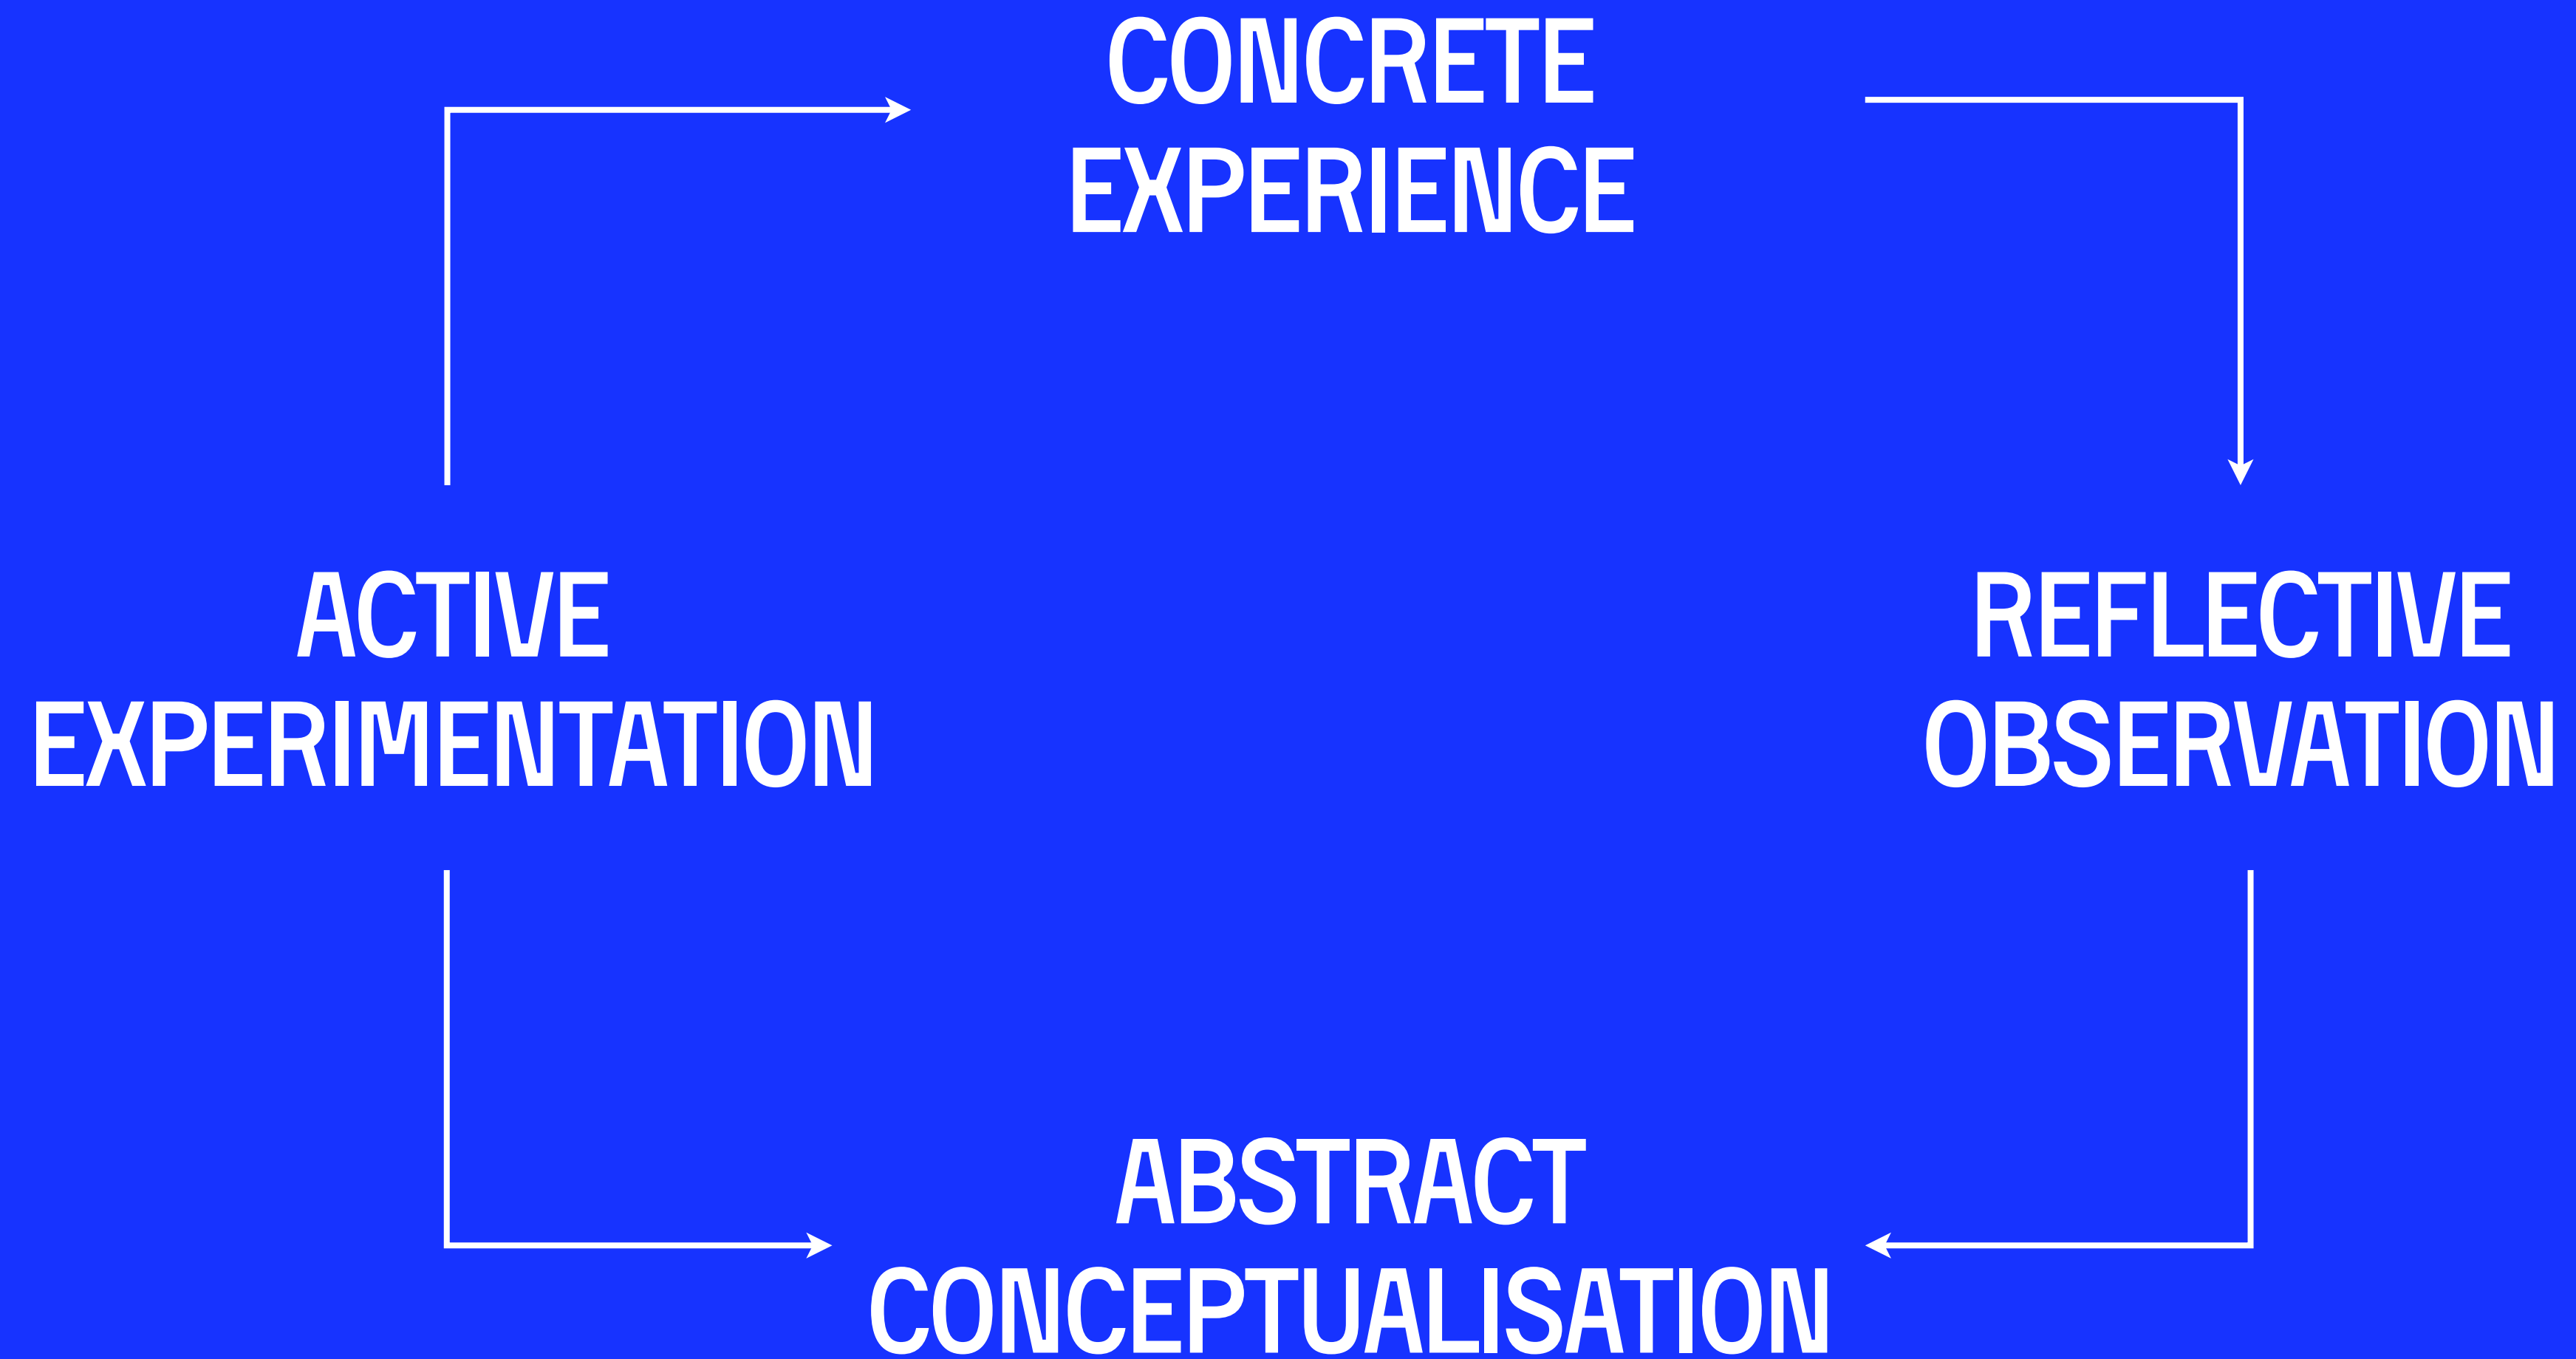 CONCRETE
EXPERIENCE
ACTIVE
EXPERIMENTATION
REFLECTIVE
OBSERVATION
ABSTRACT
CONCEPTUALISATION